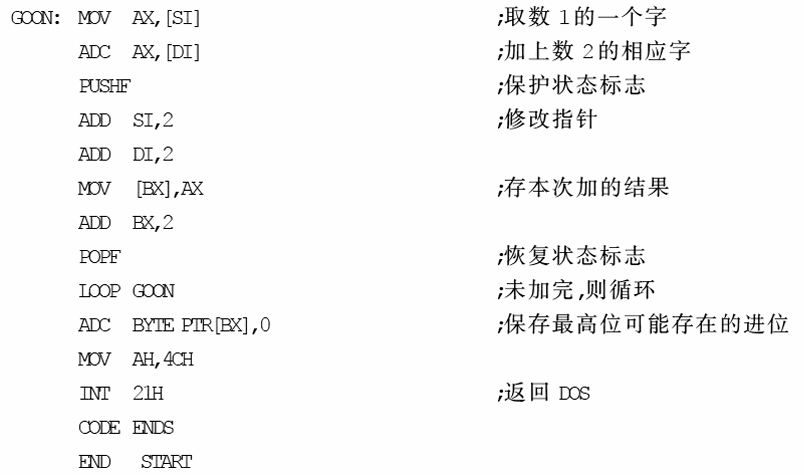 GOON: MOV AX,[SI] ;取数 1的一个字
ADC AX,[DI] ;加上数 2的相应字
PUSHF ;保护状态标志
ADD SI,2 ;修改指针
ADD DI,2
MOV [BX],AX ;存本次加的结果
ADD BX,2
POPF ;恢复状态标志
LOOP GOON ;未加完,则循环
ADC BYTE PTR[BX],0 ;保存最高位可能存在的进位
MOV AH,4CH
INT 21H ;返回 DOS
CODE ENDS
END START